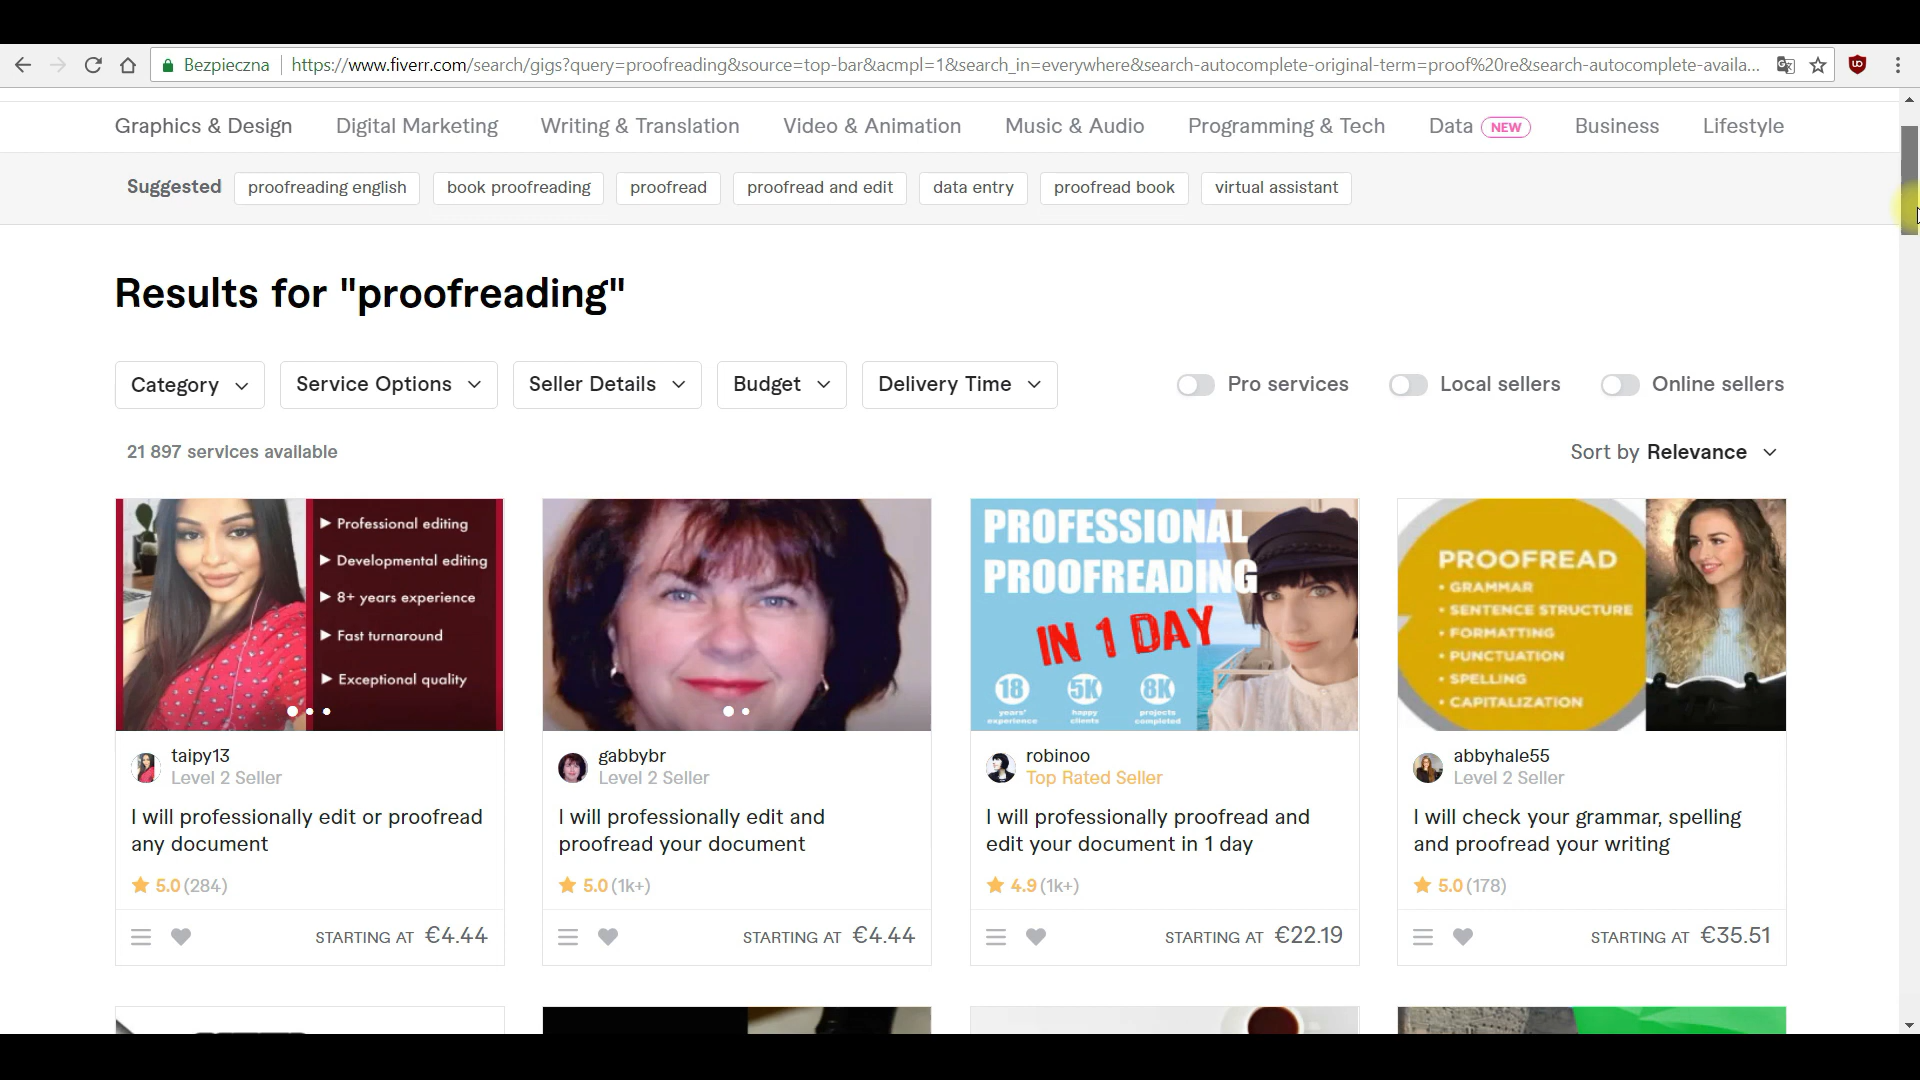 Bezpieczna
https://www.fiverr.com/search/gigs?query=proofreading&source=top-bar&acmpl=1&search_in=everywhere&search-autocomplete-original-term=proof%20re&search-autocomplete-availa...
Graphics & Design Digital Marketing Writing & Translation Video & Animation Music & Audio Programming & Tech Data NEW Business Lifestyle
Suggested proofreading english book proofreading proofread proofread and edit data entry proofread book virtual assistant
Results for "proofreading"
Category Service Options Seller Details Budget Delivery Time Pro services Local sellers Online sellers
21 897 services available
Sort by Relevance
Professional editing
Developmental editing
8+ years experience
Fast turnaround
Exceptional quality
taipy13
Level 2 Seller
I will professionally edit or proofread
any document
5.0 (284)
STARTING AT €4.44
gabbybr
Level 2 Seller
I will professionally edit and
proofread your document
5.0 (1k+)
STARTING AT €4.44
PROFESSIONAL
PROOFREADING
IN 1 DAY
18 5K 8K
years' happy projects
experience clients completed
robinoo
Top Rated Seller
I will professionally proofread and
edit your document in 1 day
4.9 (1k+)
STARTING AT €22.19
PROOFREAD
• GRAMMAR
• SENTENCE STRUCTURE
• FORMATTING
• PUNCTUATION
• SPELLING
• CAPITALIZATION
abbyhale55
Level 2 Seller
I will check your grammar, spelling
and proofread your writing
5.0 (178)
STARTING AT €35.51